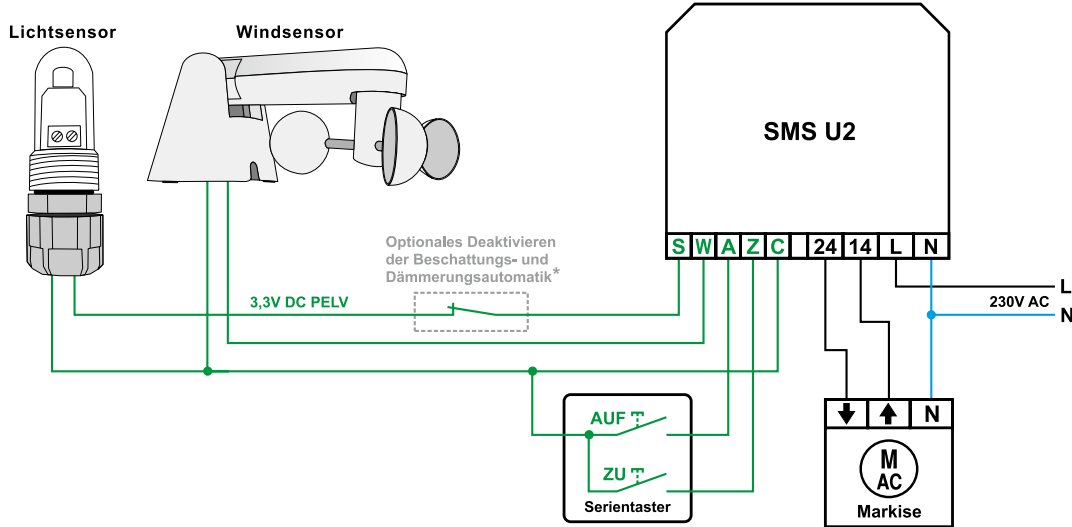 Lichtsensor
Windsensor
SMS U2
S W A Z C 24 14 L N
Optionales Deaktivieren
der Beschattungs- und
Dämmerungsautomatik*
3,3V DC PELV
L
230V AC
N
AUF
ZU
Serientaster
N
M
AC
Markise